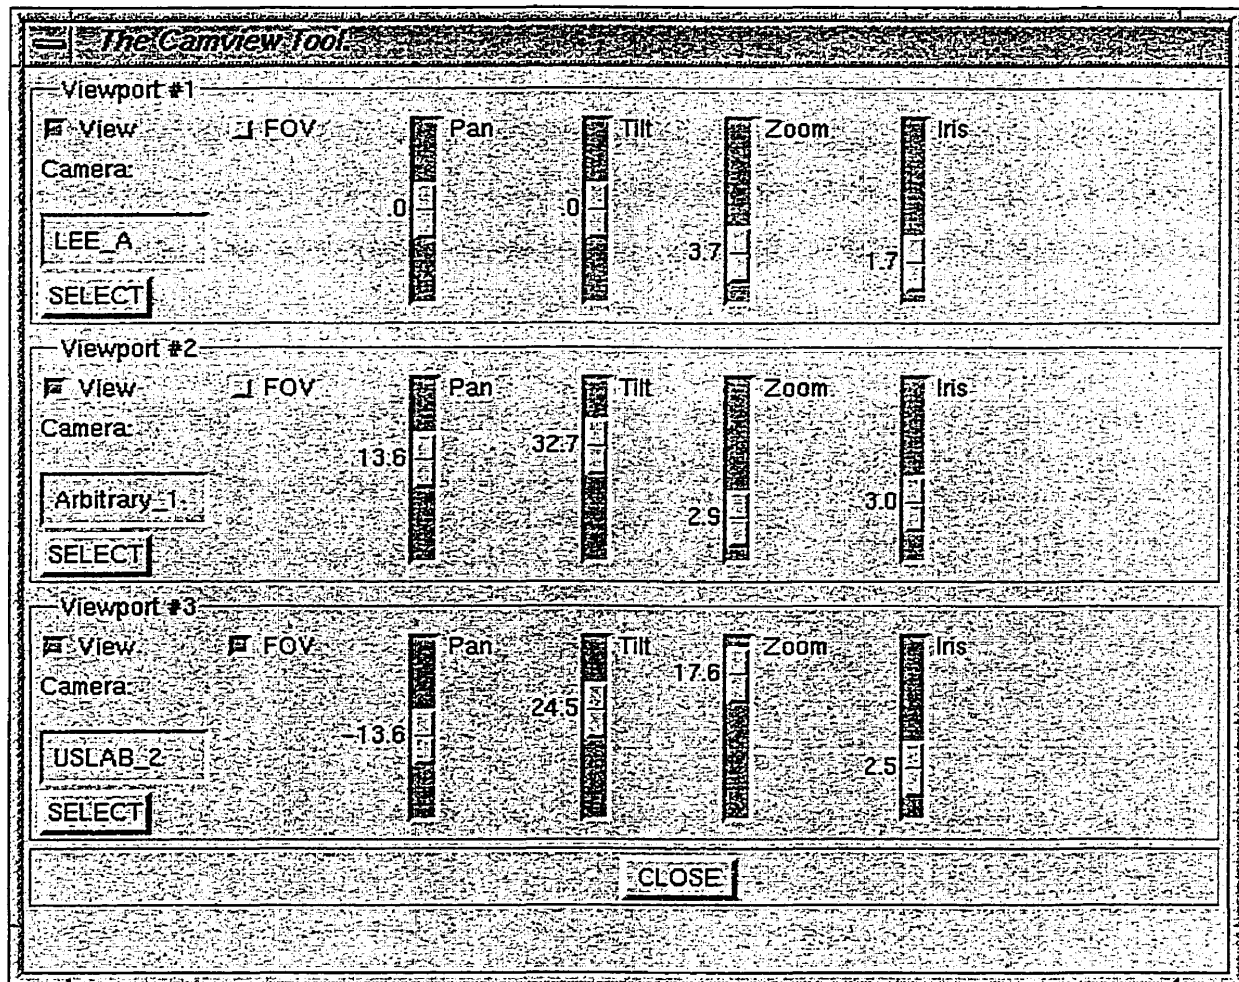 The Camview Tool
Viewport #1
View FOV Pan Tilt Zoom Iris
Camera:
.0 .0 3.7 1.7
LEE_A
SELECT
Viewport #2
View FOV Pan Tilt Zoom Iris
Camera:
13.6 32.7 2.9 3.0
Arbitrary_1
SELECT
Viewport #3
View FOV Pan Tilt Zoom Iris
Camera:
-13.6 24.5 17.6 2.5
USLAB_2
SELECT
CLOSE